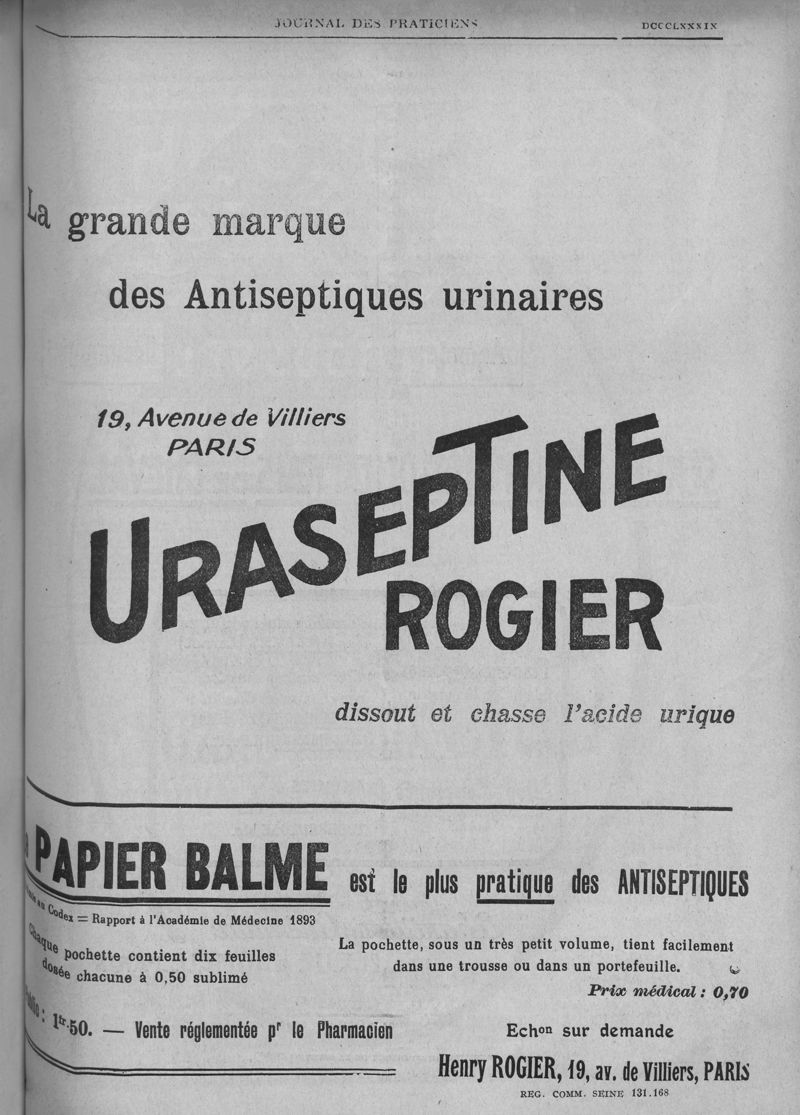 JOURNAL DES PRATICIENS
DCCCLXXXIX
La grande marque
des Antiseptiques urinaires
19, Avenue de Villiers
PARIS
URASEPTINE
ROGIER
dissout et chasse l'acide urique
PAPIER BALME est le plus pratique des ANTISEPTIQUES
au Codex = Rapport à l'Académie de Médecine 1893
Chaque pochette contient dix feuilles
dosée chacune à 0,50 sublimé
La pochette, sous un très petit volume, tient facilement
dans une trousse ou dans un portefeuille.
Prix médical : 0,70
: 1fr.50. — Vente réglementée pr le Pharmacien
Echon sur demande
Henry ROGIER, 19, av. de Villiers, PARIS
REG. COMM. SEINE 131.168